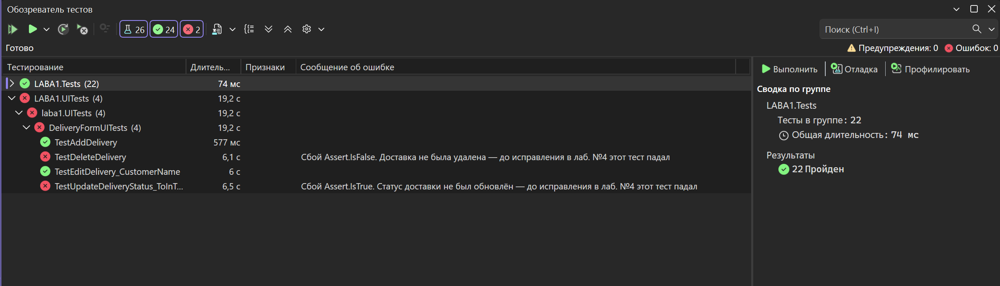 Обозреватель тестов
26 24 2
Поиск (Ctrl+I)
Готово
Предупреждения: 0 Ошибок: 0
Тестирование Длитель... Признаки Сообщение об ошибке
LABA1.Tests (22) 74 мс
LABA1.UITests (4) 19,2 с
laba1.UITests (4) 19,2 с
DeliveryFormUITests (4) 19,2 с
TestAddDelivery 577 мс
TestDeleteDelivery 6,1 с Сбой Assert.IsFalse. Доставка не была удалена — до исправления в лаб. №4 этот тест падал
TestEditDelivery_CustomerName 6 с
TestUpdateDeliveryStatus_ToInT... 6,5 с Сбой Assert.IsTrue. Статус доставки не был обновлён — до исправления в лаб. №4 этот тест падал
Выполнить Отладка Профилировать
Сводка по группе
LABA1.Tests
Тесты в группе: 22
Общая длительность: 74 мс
Результаты
22 Пройден